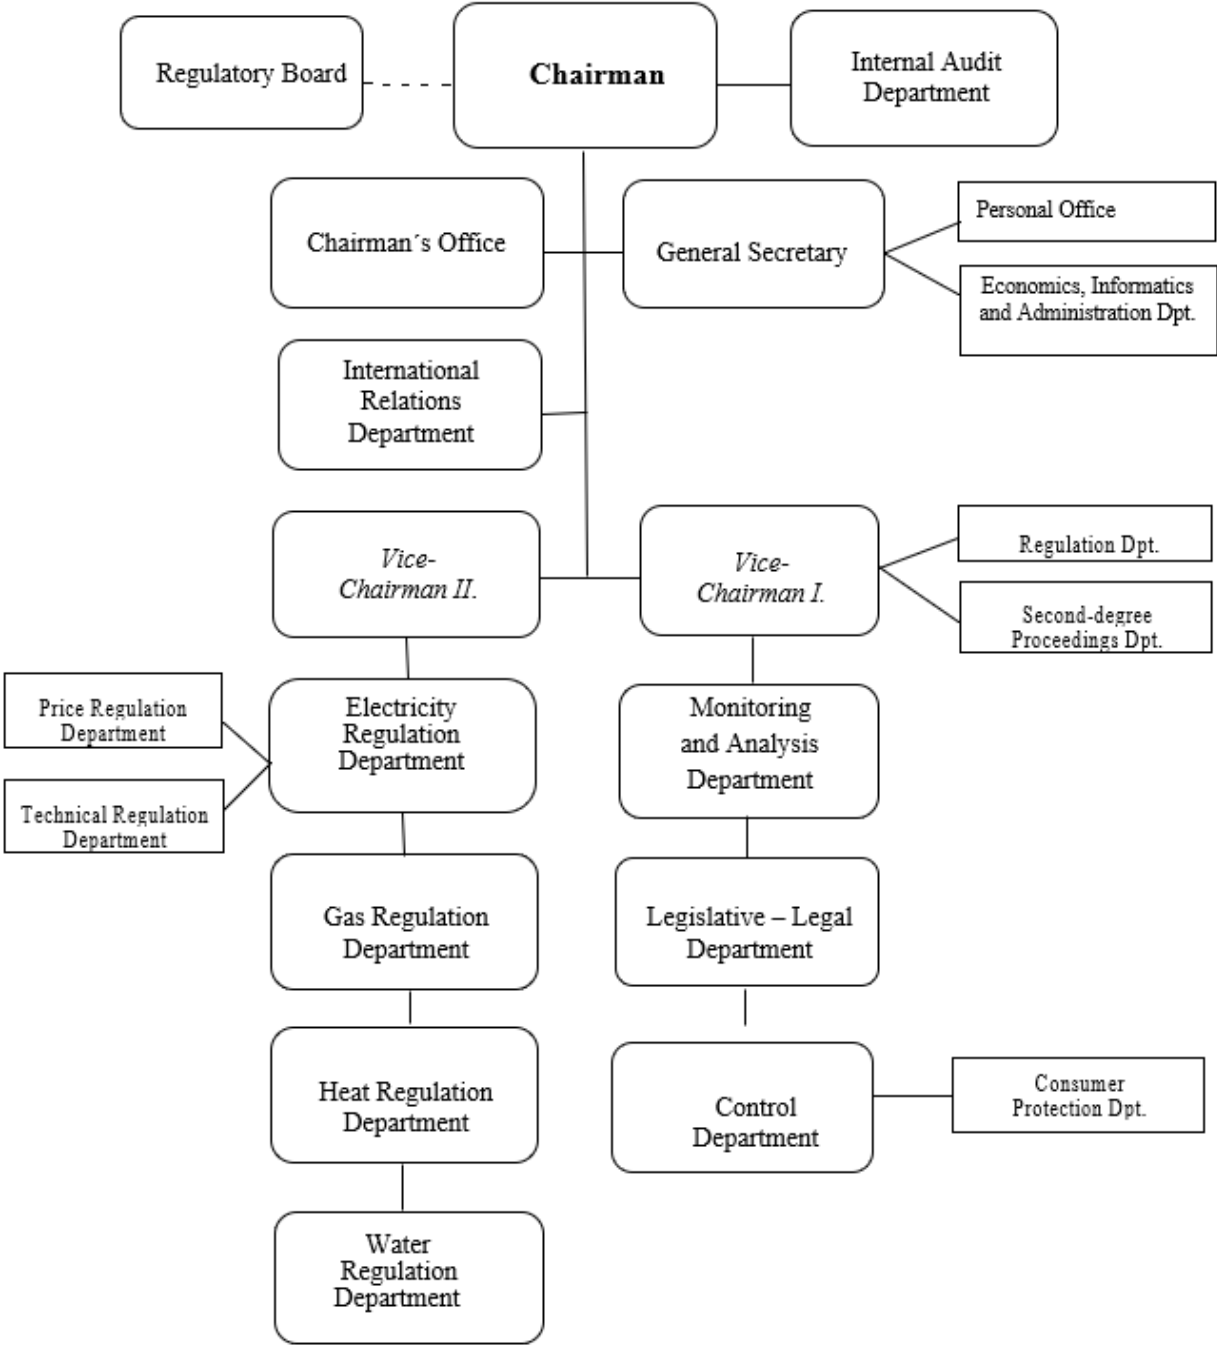 Regulatory Board
Chairman
Internal Audit
Department
Chairman´s Office
General Secretary
Personal Office
Economics, Informatics
and Administration Dpt.
International
Relations
Department
Vice-
Chairman II.
Vice-
Chairman I.
Regulation Dpt.
Second-degree
Proceedings Dpt.
Price Regulation
Department
Technical Regulation
Department
Electricity
Regulation
Department
Monitoring
and Analysis
Department
Gas Regulation
Department
Legislative – Legal
Department
Heat Regulation
Department
Control
Department
Consumer
Protection Dpt.
Water
Regulation
Department